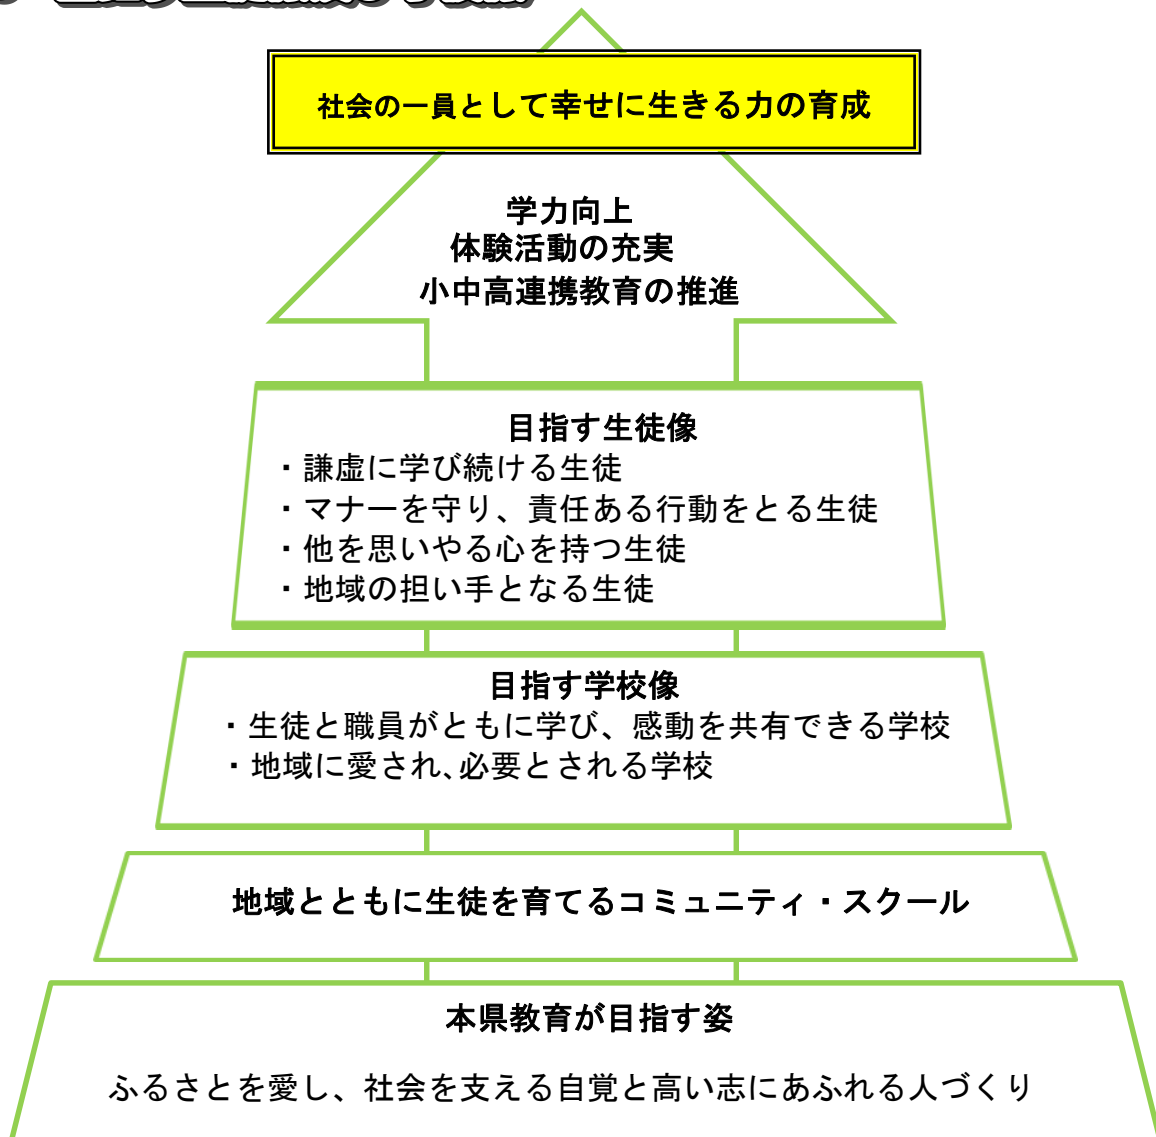 社会の一員として幸せに生きる力の育成
学力向上
体験活動の充実
小中高連携教育の推進
目指す生徒像
・謙虚に学び続ける生徒
・マナーを守り、責任ある行動をとる生徒
・他を思いやる心を持つ生徒
・地域の担い手となる生徒
目指す学校像
・生徒と職員がともに学び、感動を共有できる学校
・地域に愛され、必要とされる学校
地域とともに生徒を育てるコミュニティ・スクール
本県教育が目指す姿
ふるさとを愛し、社会を支える自覚と高い志にあふれる人づくり